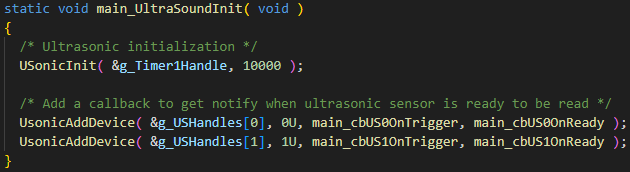 static void main_UltraSoundInit( void )
{
/* Ultrasonic initialization */
USonicInit( &g_Timer1Handle, 10000 );
/* Add a callback to get notify when ultrasonic sensor is ready to be read */
UsonicAddDevice( &g_USHandles[0], 0U, main_cbUS0OnTrigger, main_cbUS0OnReady );
UsonicAddDevice( &g_USHandles[1], 1U, main_cbUS1OnTrigger, main_cbUS1OnReady );
}